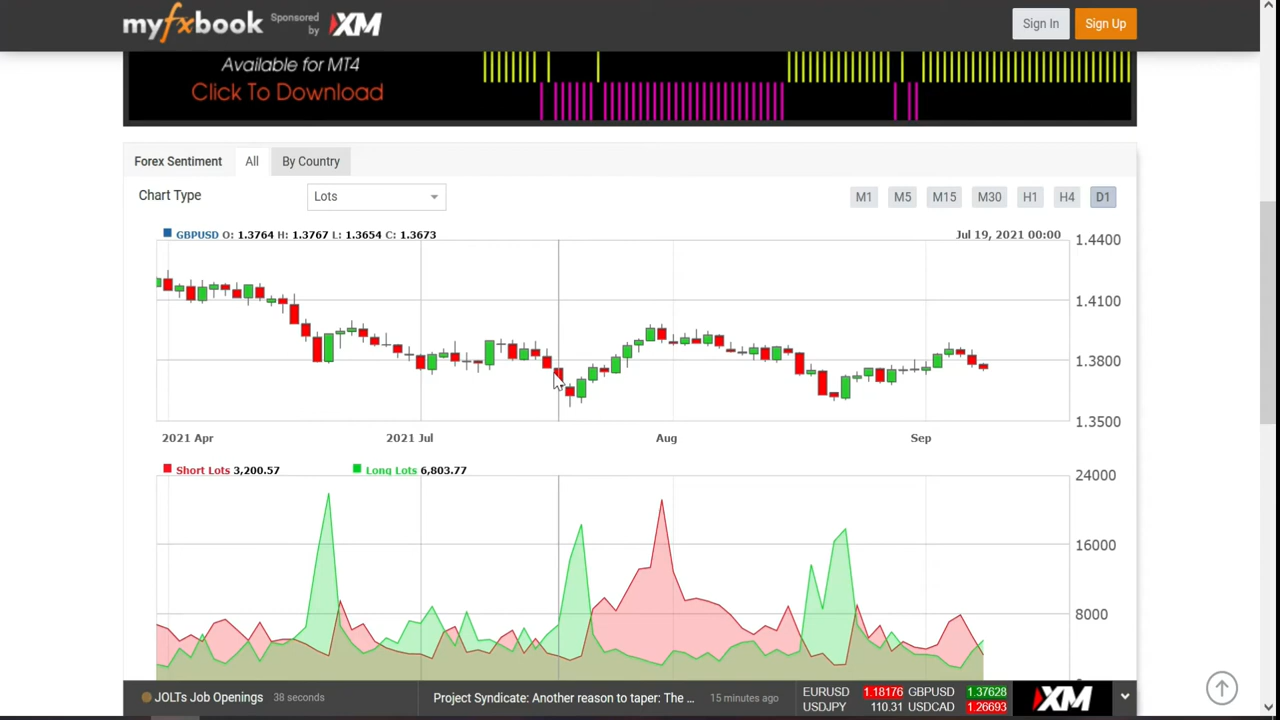 myfxbook Sponsored by XM
Sign In Sign Up
Available for MT4
Click To Download
Forex Sentiment All By Country
Chart Type Lots M1 M5 M15 M30 H1 H4 D1
GBPUSD O: 1.3764 H: 1.3767 L: 1.3654 C: 1.3673 Jul 19, 2021 00:00
1.4400
1.4100
1.3800
1.3500
2021 Apr 2021 Jul Aug Sep
Short Lots 3,200.57 Long Lots 6,803.77
24000
16000
8000
JOLTs Job Openings 38 seconds Project Syndicate: Another reason to taper: The ... 15 minutes ago
EURUSD 1.18176 GBPUSD 1.37628
USDJPY 110.31 USDCAD 1.26693
XM